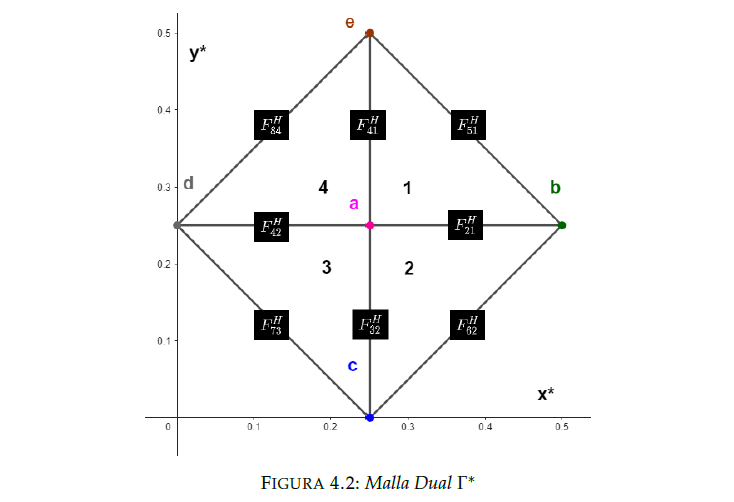 e
0.5
y*
0.4
F^H_{84} F^H_{41} F^H_{51}
0.3 d 4 1 b
a
F^H_{42} F^H_{21}
0.2 3 2
F^H_{73} F^H_{32} F^H_{62}
0.1
c
x*
0 0.1 0.2 0.3 0.4 0.5
FIGURA 4.2: Malla Dual Γ*